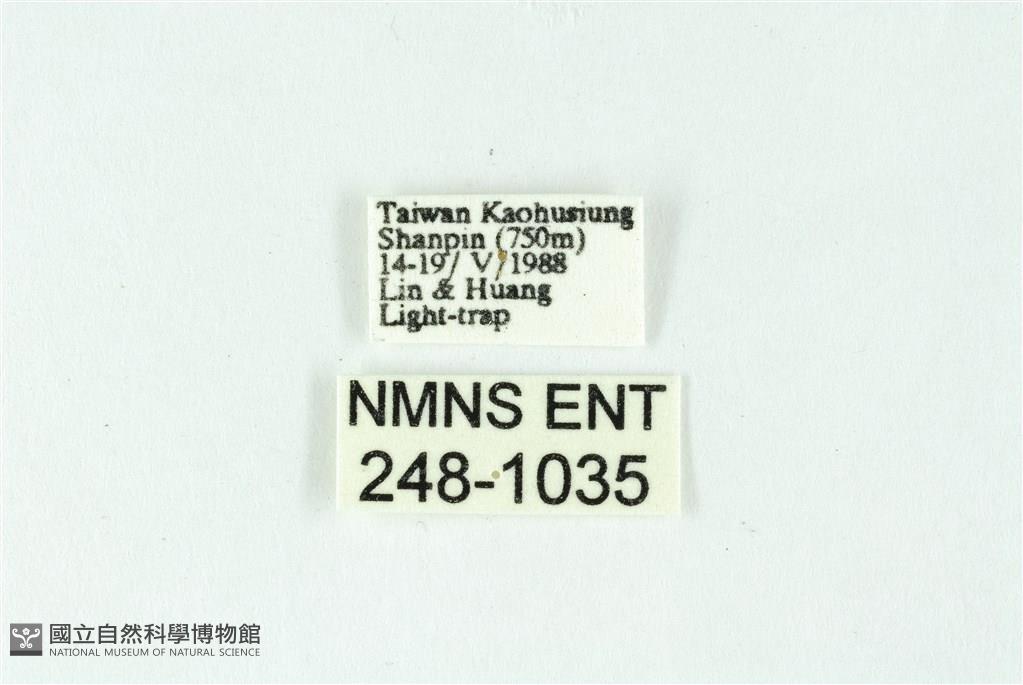 Taiwan Kaohusiung
Shanpin (750m)
14-19/ V/1988
Lin & Huang
Light-trap
NMNS ENT
248-1035
國立自然科學博物館
NATIONAL MUSEUM OF NATURAL SCIENCE